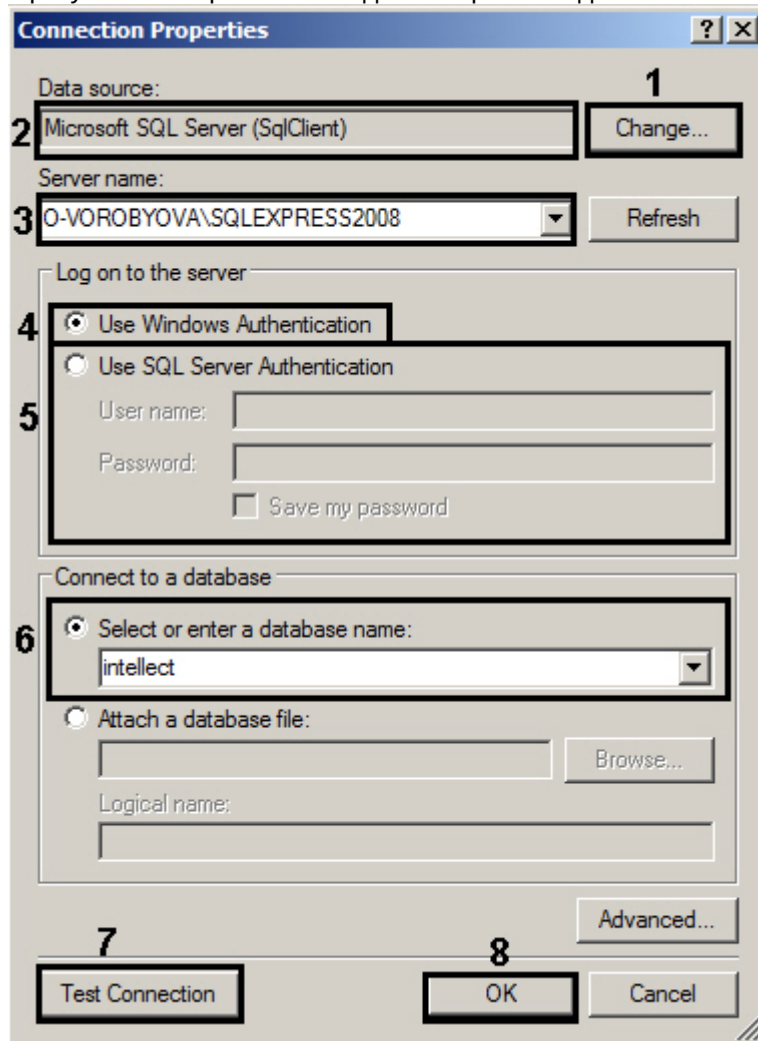 Connection Properties
1
Data source:
2 Microsoft SQL Server (SqlClient) Change...
Server name:
3 O-VOROBYOVA\SQLEXPRESS2008 Refresh
Log on to the server
4 Use Windows Authentication
Use SQL Server Authentication
5 User name:
Password:
Save my password
Connect to a database
6 Select or enter a database name:
intellect
Attach a database file:
Browse...
Logical name:
Advanced...
7 8
Test Connection OK Cancel